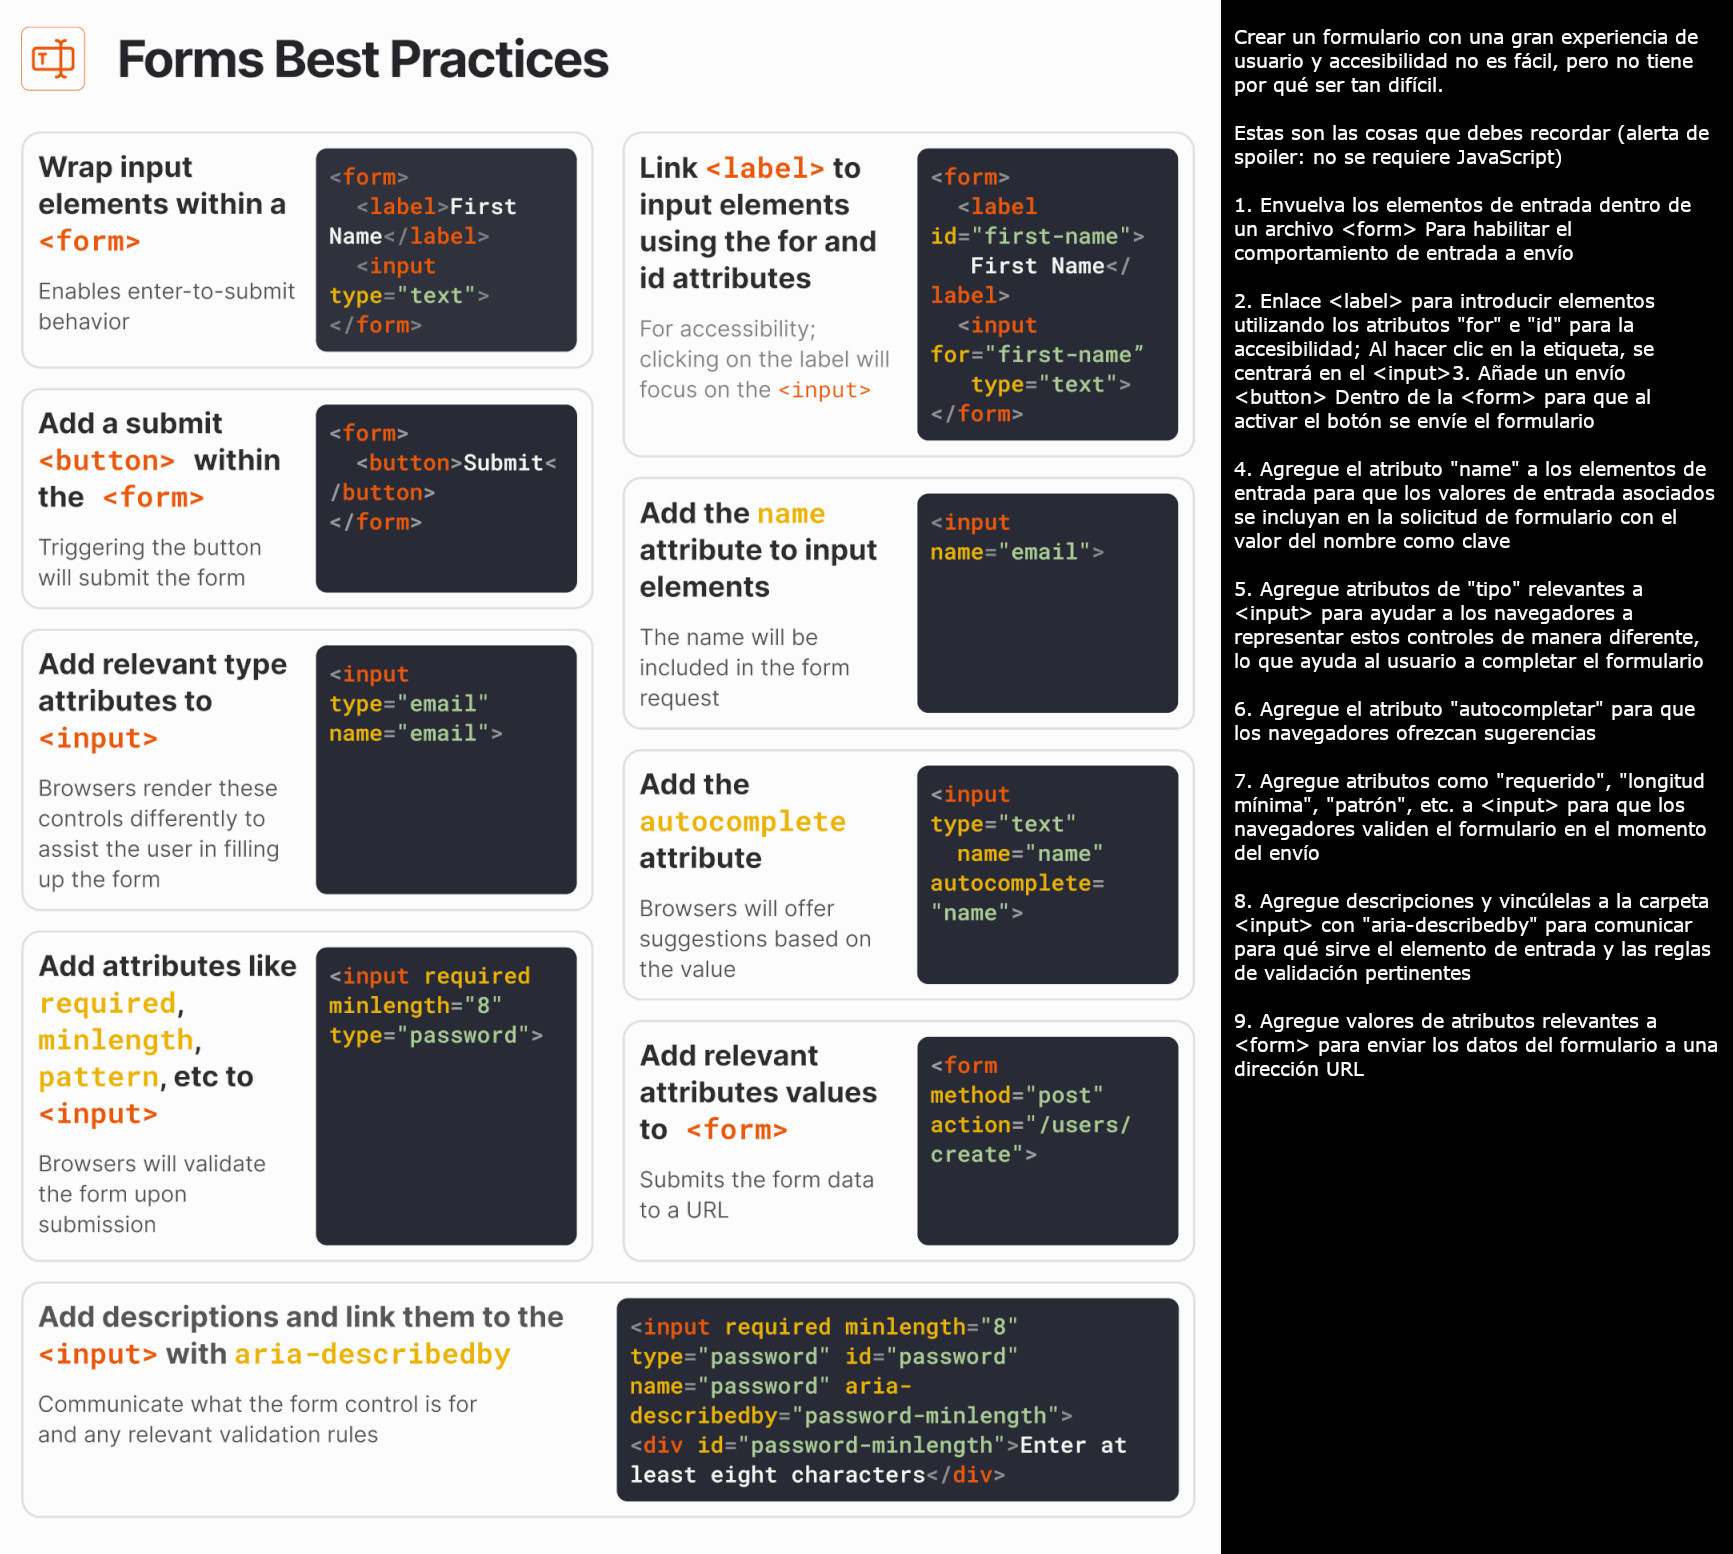 Forms Best Practices
Wrap input
elements within a
<form>
Enables enter-to-submit
behavior
<form>
<label>First
Name</label>
<input
type="text">
</form>
Add a submit
<button> within
the <form>
Triggering the button
will submit the form
<form>
<button>Submit<
/button>
</form>
Add relevant type
attributes to
<input>
Browsers render these
controls differently to
assist the user in filling
up the form
<input
type="email"
name="email">
Add attributes like
required,
minlength,
pattern, etc to
<input>
Browsers will validate
the form upon
submission
<input required
minlength="8"
type="password">
Link <label> to
input elements
using the for and
id attributes
For accessibility;
clicking on the label will
focus on the <input>
<form>
<label
id="first-name">
First Name</
label>
<input
for="first-name”
type="text">
</form>
Add the name
attribute to input
elements
The name will be
included in the form
request
<input
name="email">
Add the
autocomplete
attribute
Browsers will offer
suggestions based on
the value
<input
type="text"
name="name"
autocomplete=
"name">
Add relevant
attributes values
to <form>
Submits the form data
to a URL
<form
method="post"
action="/users/
create">
Add descriptions and link them to the
<input> with aria-describedby
Communicate what the form control is for
and any relevant validation rules
<input required minlength="8"
type="password" id="password"
name="password" aria-
describedby="password-minlength">
<div id="password-minlength">Enter at
least eight characters</div>
Crear un formulario con una gran experiencia de
usuario y accesibilidad no es fácil, pero no tiene
por qué ser tan difícil.
Estas son las cosas que debes recordar (alerta de
spoiler: no se requiere JavaScript)
1. Envuelva los elementos de entrada dentro de
un archivo <form> Para habilitar el
comportamiento de entrada a envío
2. Enlace <label> para introducir elementos
utilizando los atributos "for" e "id" para la
accesibilidad; Al hacer clic en la etiqueta, se
centrará en el <input>3. Añade un envío
<button> Dentro de la <form> para que al
activar el botón se envíe el formulario
4. Agregue el atributo "name" a los elementos de
entrada para que los valores de entrada asociados
se incluyan en la solicitud de formulario con el
valor del nombre como clave
5. Agregue atributos de "tipo" relevantes a
<input> para ayudar a los navegadores a
representar estos controles de manera diferente,
lo que ayuda al usuario a completar el formulario
6. Agregue el atributo "autocompletar" para que
los navegadores ofrezcan sugerencias
7. Agregue atributos como "requerido", "longitud
mínima", "patrón", etc. a <input> para que los
navegadores validen el formulario en el momento
del envío
8. Agregue descripciones y vincúlelas a la carpeta
<input> con "aria-describedby" para comunicar
para qué sirve el elemento de entrada y las reglas
de validación pertinentes
9. Agregue valores de atributos relevantes a
<form> para enviar los datos del formulario a una
dirección URL